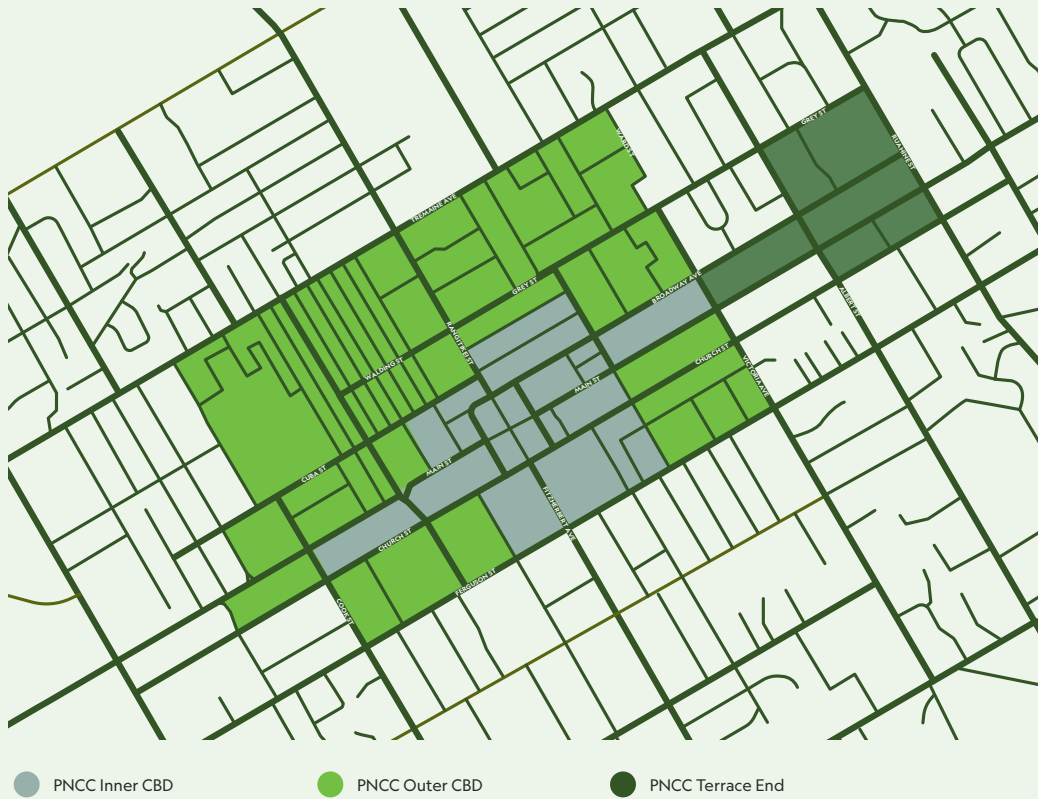 GREY ST
WARD ST
RUAHINE ST
TREMAINE AVE
GREY ST
BROADWAY AVE
ALBERT ST
RANGITIKEI ST
WALDING ST
CHURCH ST
VICTORIA AVE
MAIN ST
CUBA ST
MAIN ST
FITZHERBERT AVE
CHURCH ST
FERGUSON ST
COOK ST
PNCC Inner CBD
PNCC Outer CBD
PNCC Terrace End